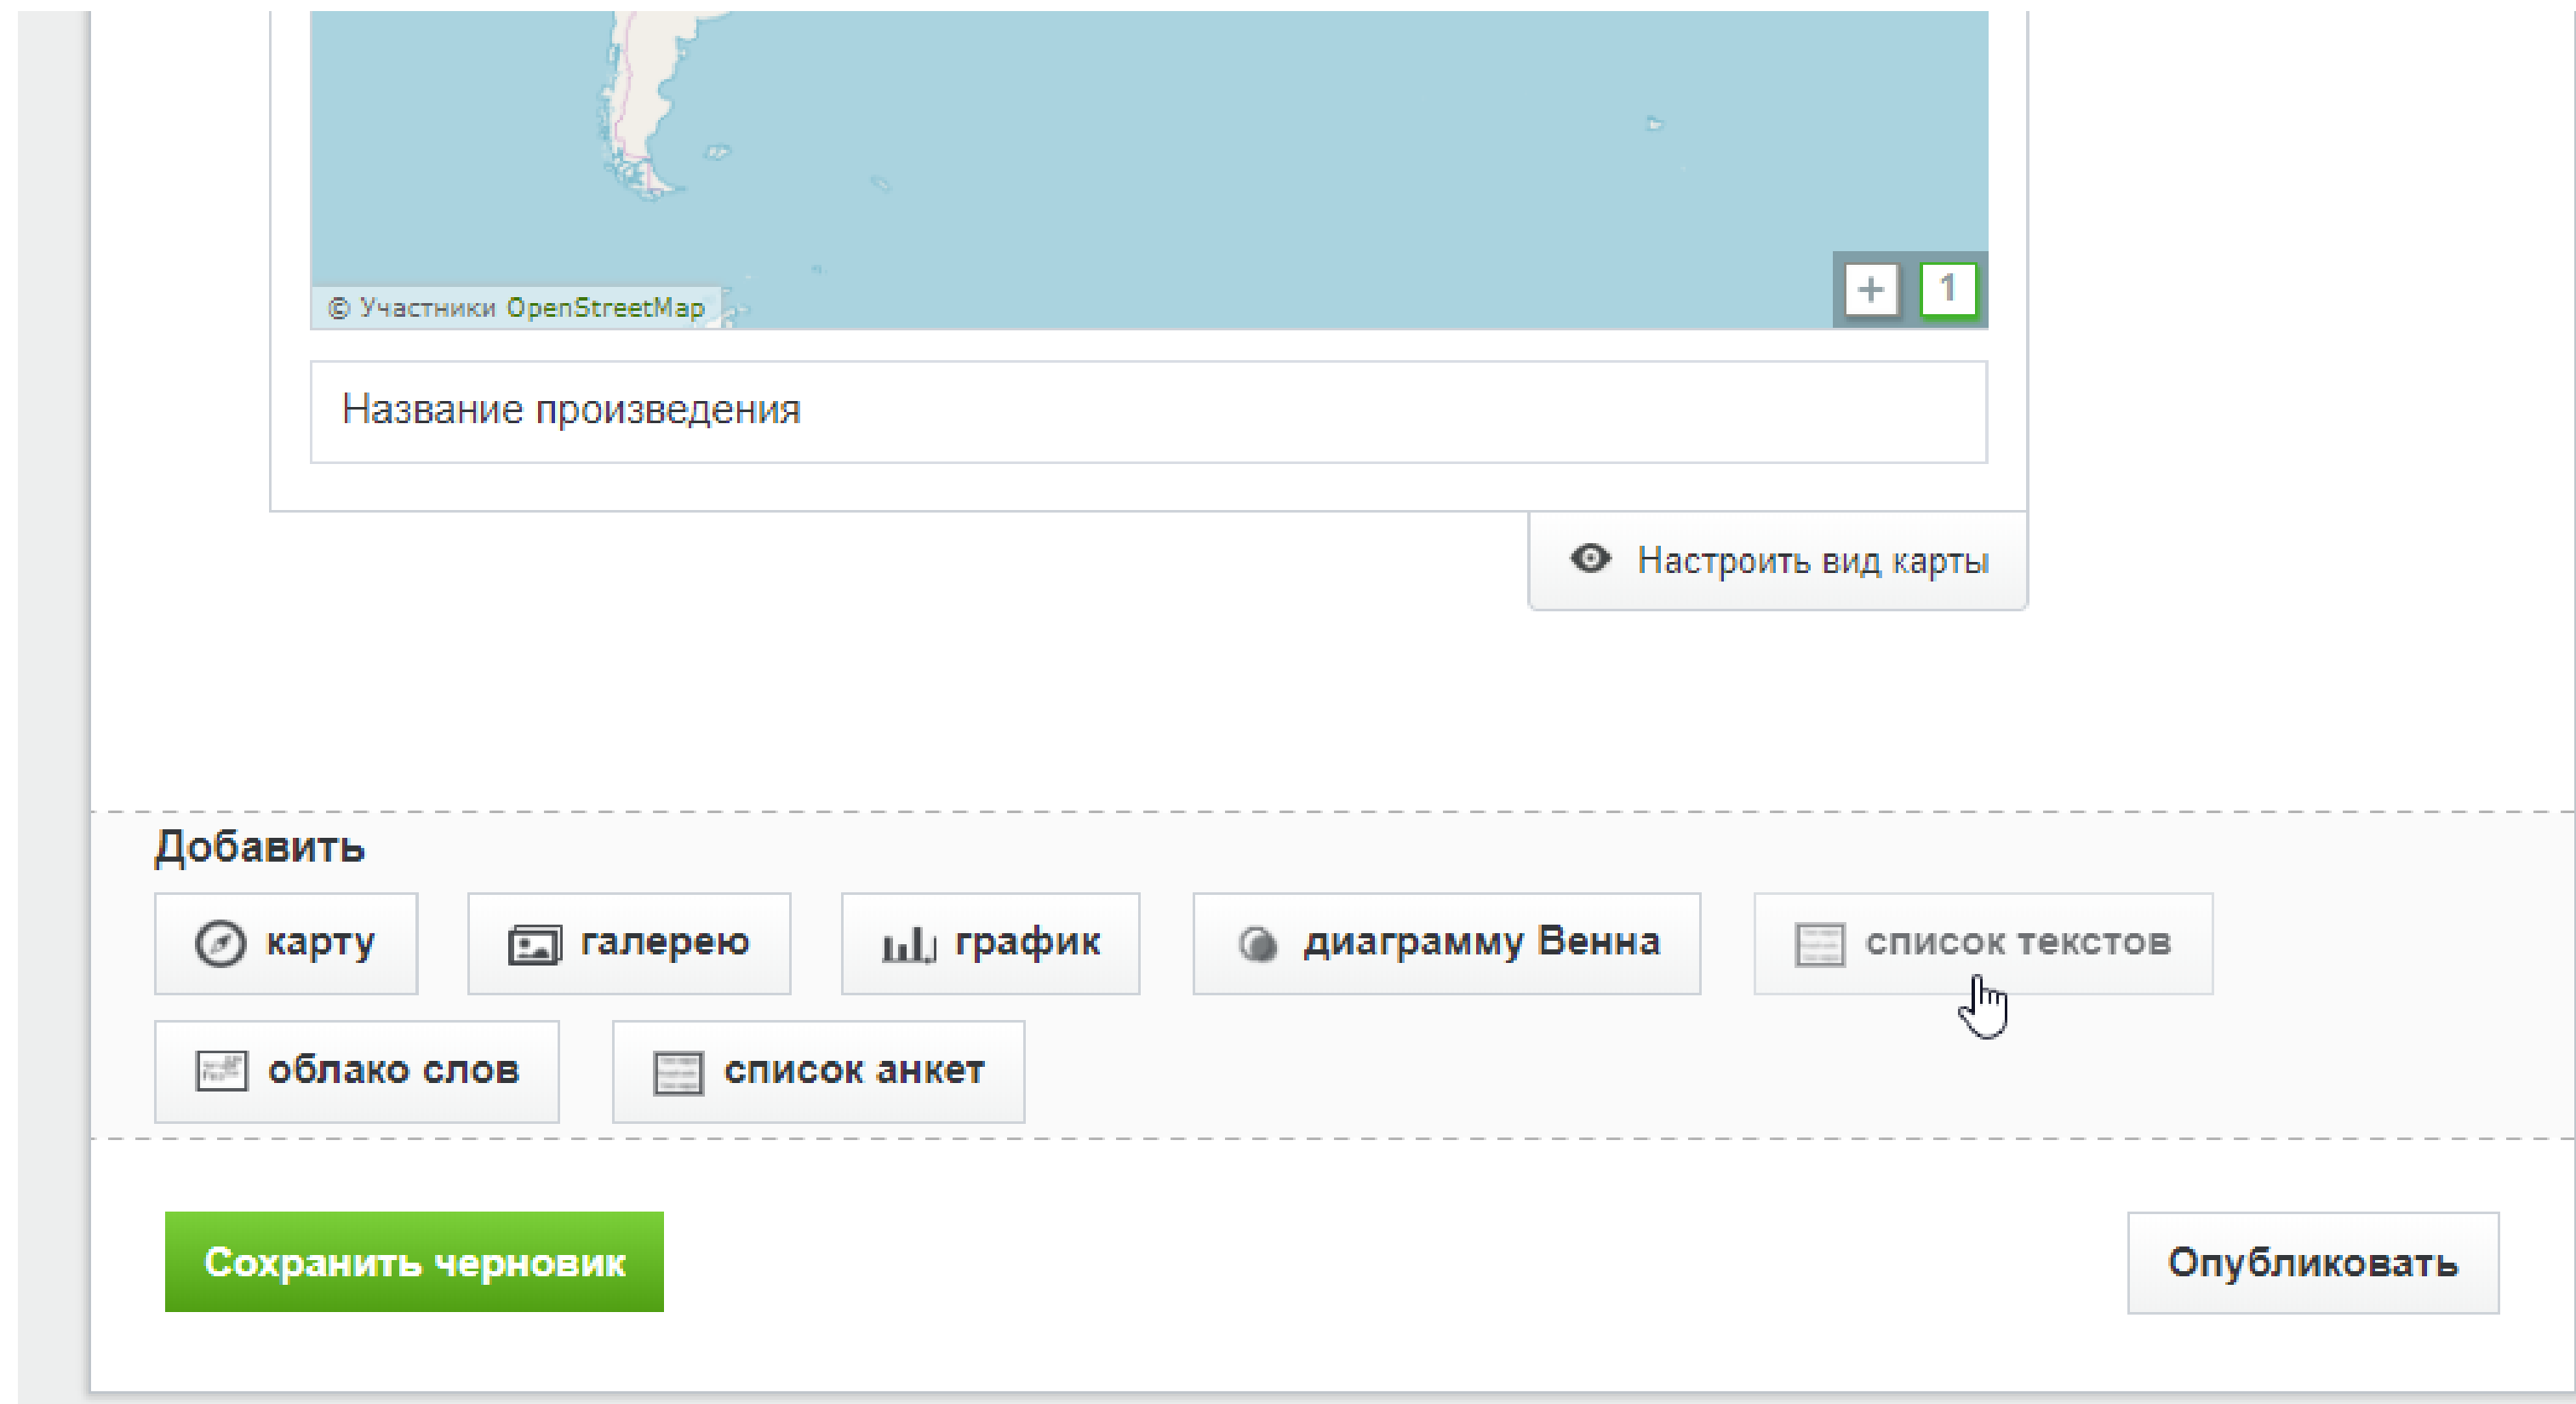 © Участники OpenStreetMap
+ 1
Название произведения
Настроить вид карты
Добавить
карту галерею график диаграмму Венна список текстов
облако слов список анкет
Сохранить черновик Опубликовать